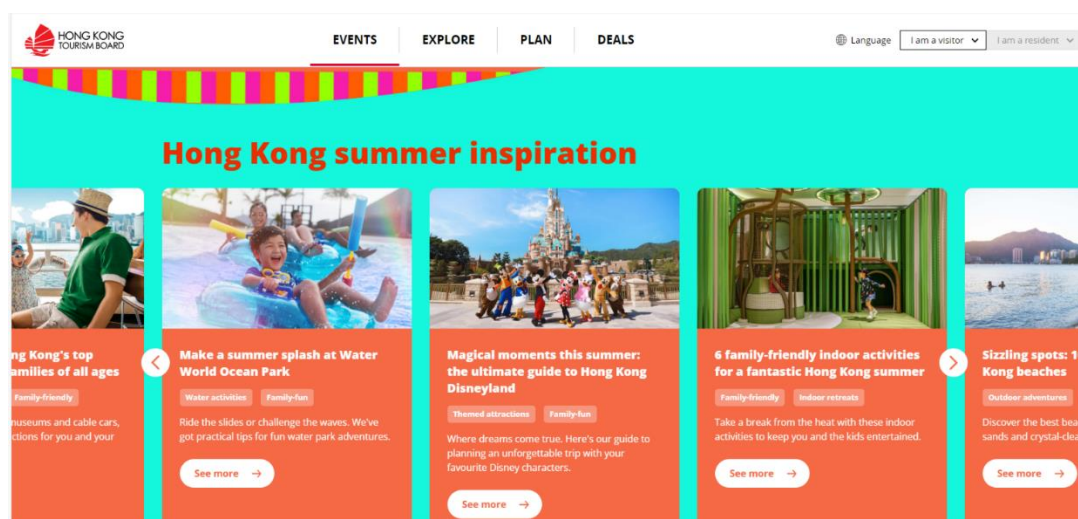 HONG KONG
TOURISM BOARD
EVENTS
EXPLORE
PLAN
DEALS
Language
I am a visitor
I am a resident
Hong Kong summer inspiration
Kong's top
families of all ages
Family-friendly
museums and cable cars,
for you and your
Make a summer splash at Water
World Ocean Park
Water activities
Family-fun
Ride the slides or challenge the waves. We've
got practical tips for fun water park adventures.
See more
Magical moments this summer:
the ultimate guide to Hong Kong
Disneyland
Themed attractions
Family-fun
Where dreams come true. Here's our guide to
planning an unforgettable trip with your
favourite Disney characters.
See more
6 family-friendly indoor activities
for a fantastic Hong Kong summer
Family-friendly
Indoor retreats
Take a break from the heat with these indoor
activities to keep you and the kids entertained.
See more
Sizzling spots:
Kong beaches
Outdoor adventures
Discover the best
sands and
See more